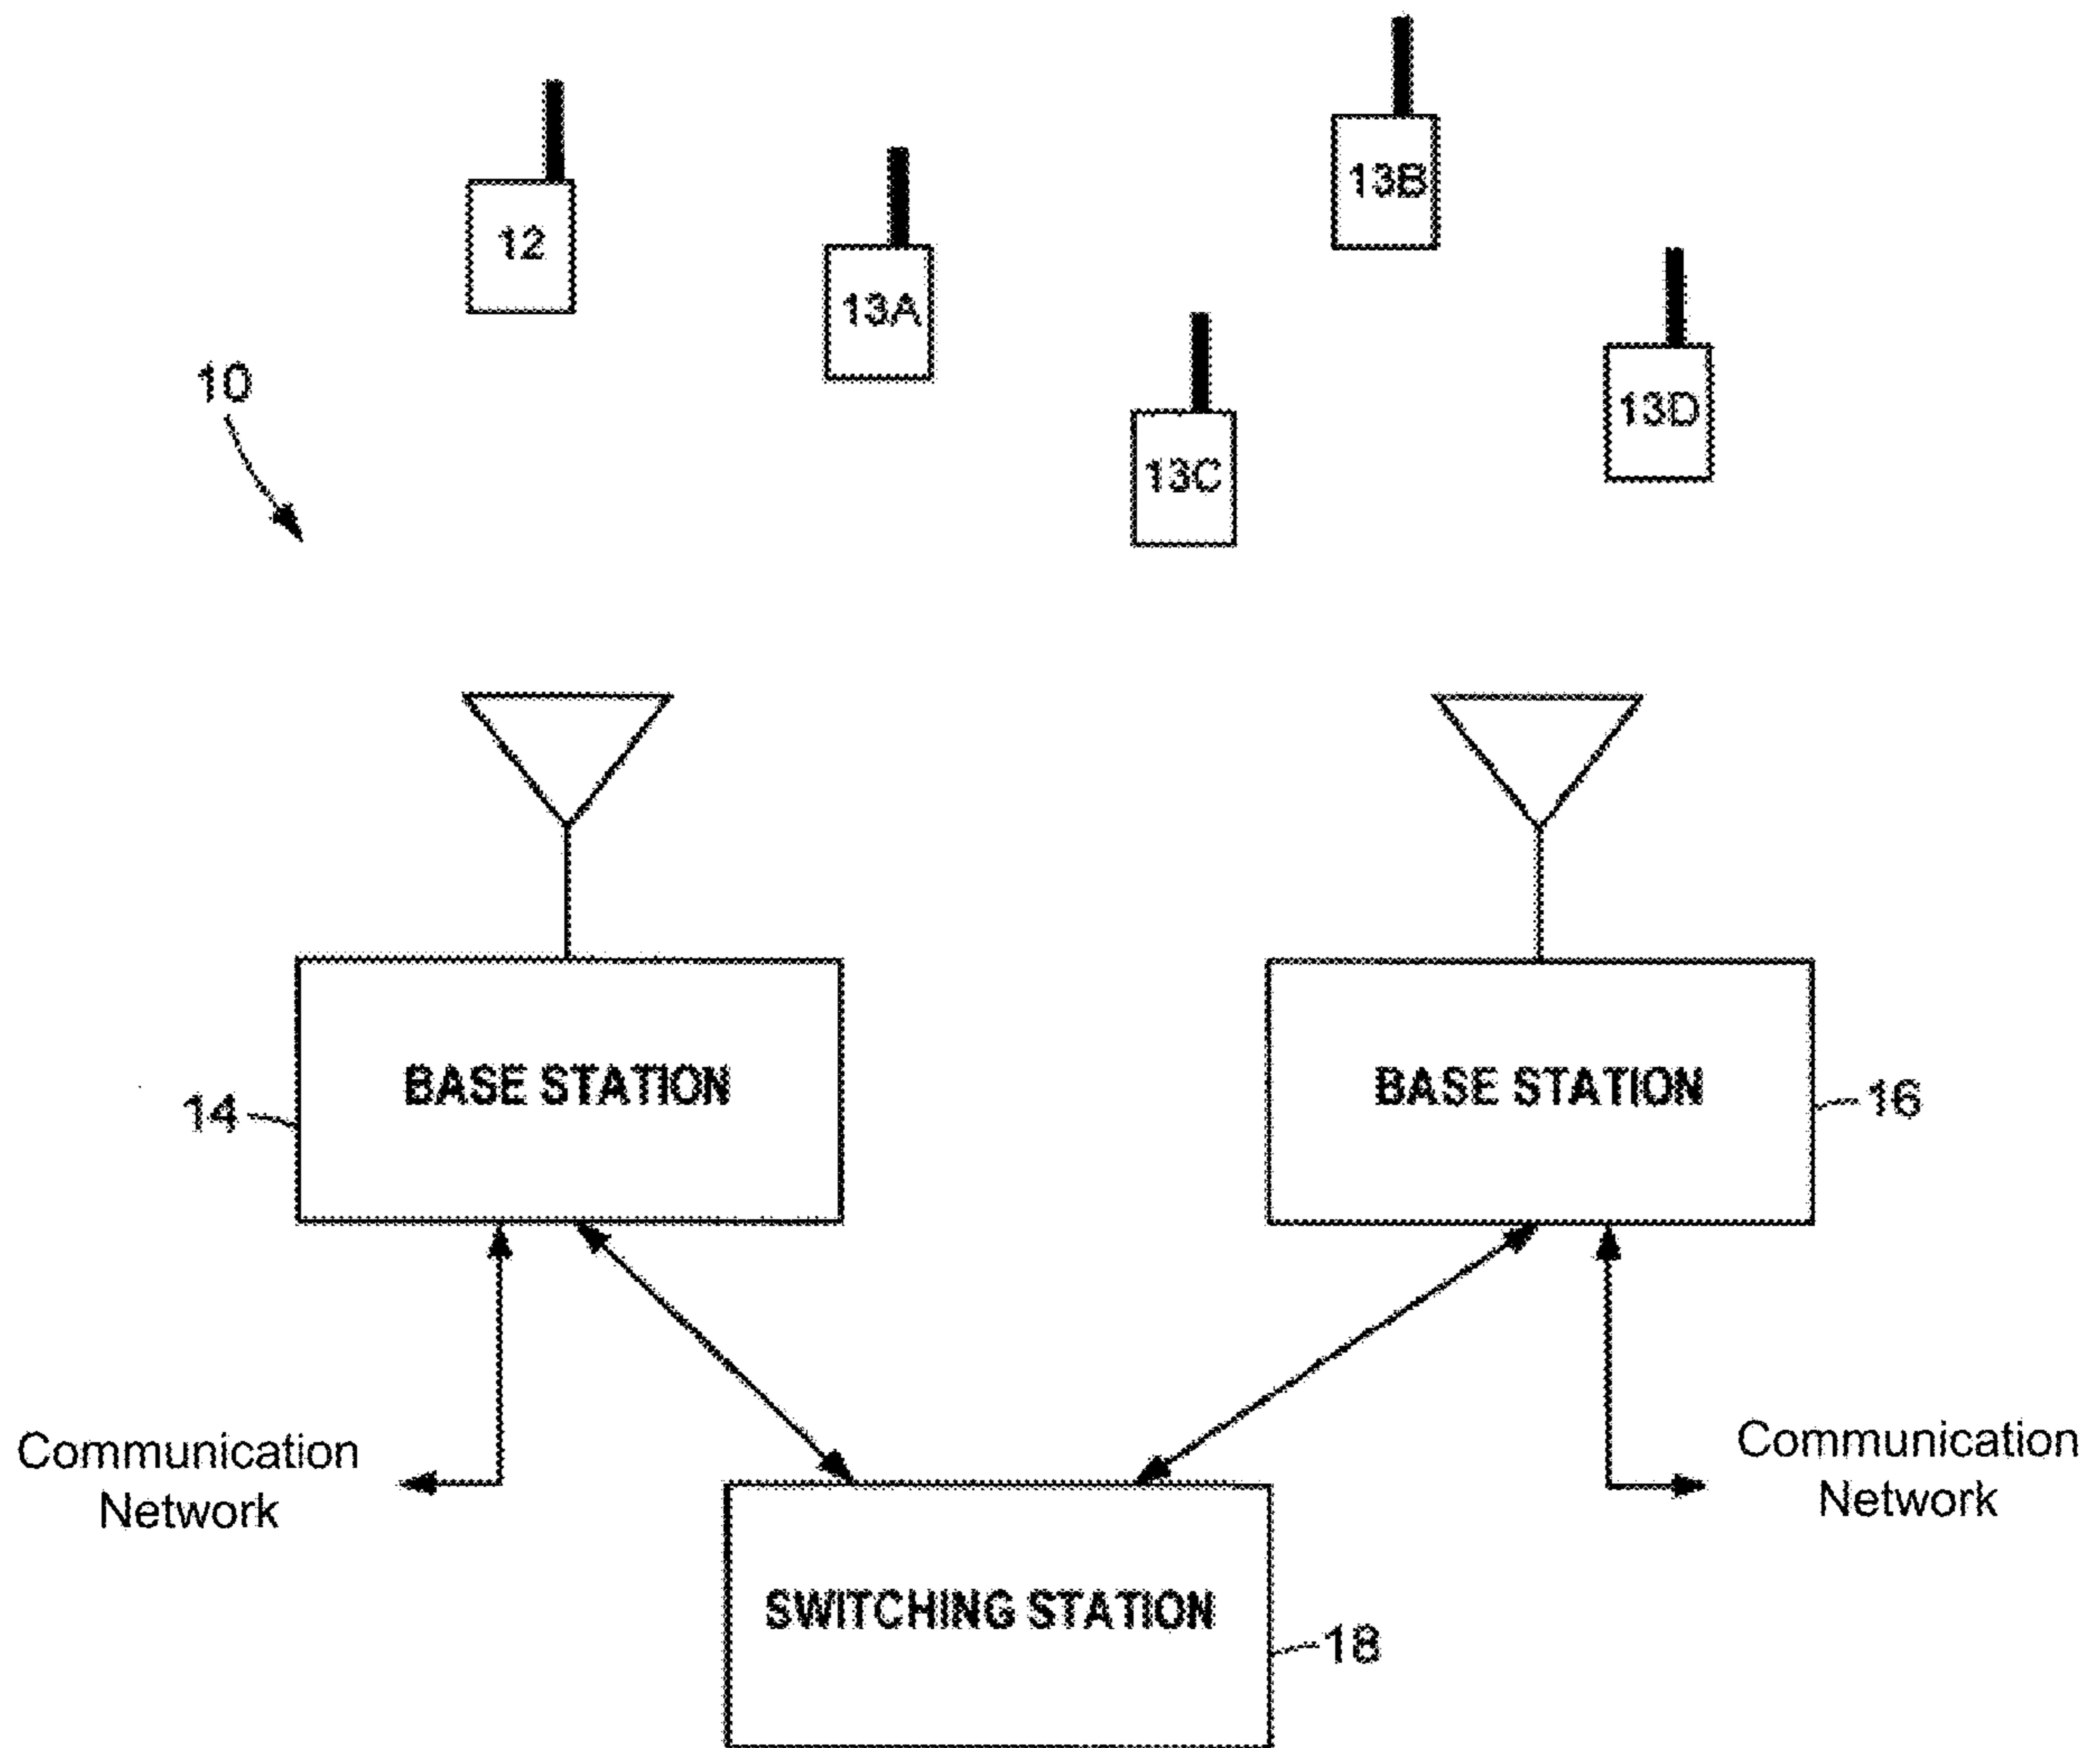 13B
12
13A
10
13D
13C
BASE STATION
BASE STATION
14
16
Communication
Network
Communication
Network
SWITCHING STATION
18